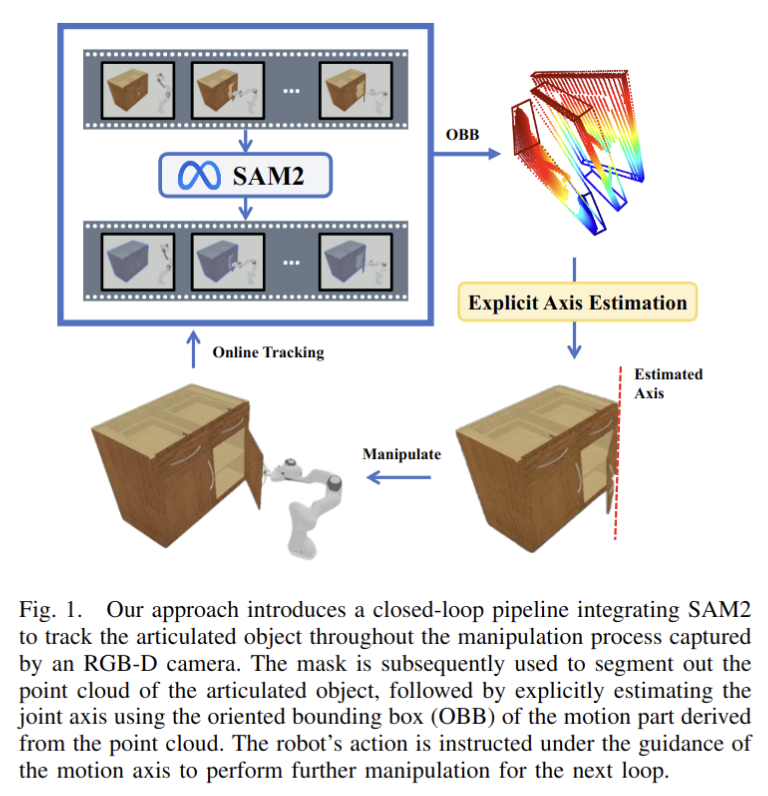 SAM2
OBB
Explicit Axis Estimation
Online Tracking
Estimated
Axis
Manipulate
Fig. 1. Our approach introduces a closed-loop pipeline integrating SAM2
to track the articulated object throughout the manipulation process captured
by an RGB-D camera. The mask is subsequently used to segment out the
point cloud of the articulated object, followed by explicitly estimating the
joint axis using the oriented bounding box (OBB) of the motion part derived
from the point cloud. The robot's action is instructed under the guidance of
the motion axis to perform further manipulation for the next loop.